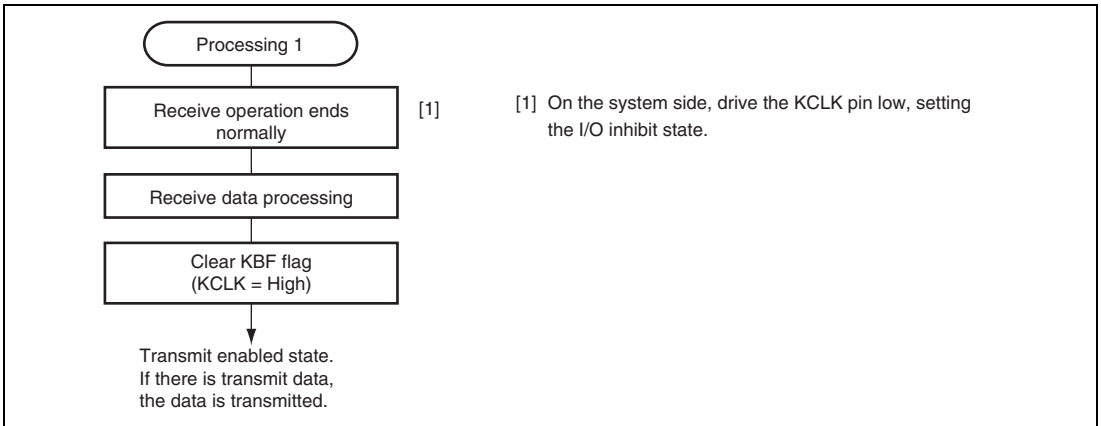 Processing 1
Receive operation ends
normally
[1]
[1] On the system side, drive the KCLK pin low, setting
the I/O inhibit state.
Receive data processing
Clear KBF flag
(KCLK = High)
Transmit enabled state.
If there is transmit data,
the data is transmitted.